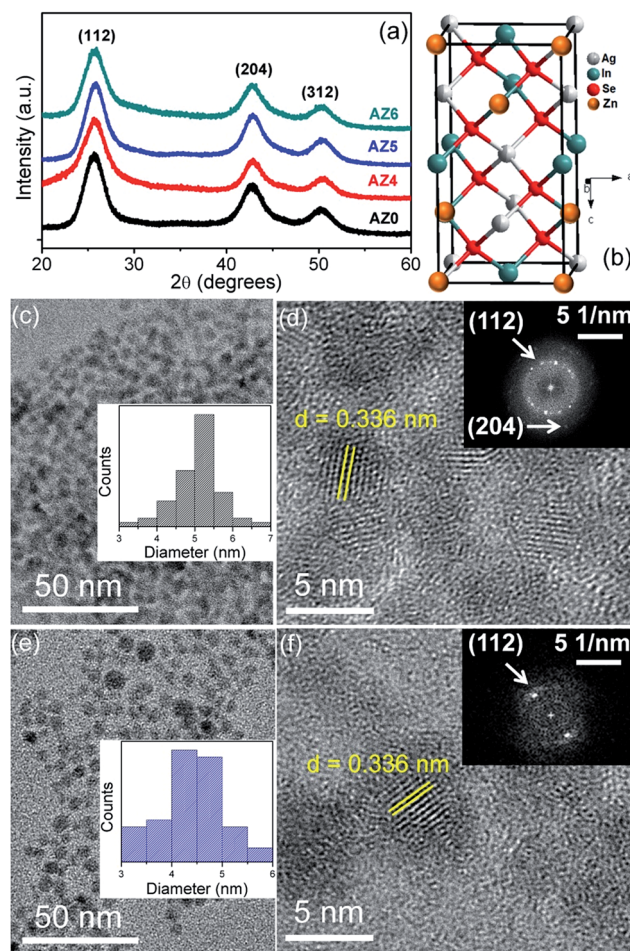 (a)
(112)
(204)
(312)
AZ6
AZ5
AZ4
AZ0
Intensity (a.u.)
20 30 40 50 60
2θ (degrees)
Ag
In
Se
Zn
a
b
c
(b)
(c)
Counts
3 4 5 6 7
Diameter (nm)
50 nm
(d)
d = 0.336 nm
5 nm
(112)
5 1/nm
(204)
(e)
Counts
3 4 5 6
Diameter (nm)
50 nm
(f)
d = 0.336 nm
5 nm
(112)
5 1/nm